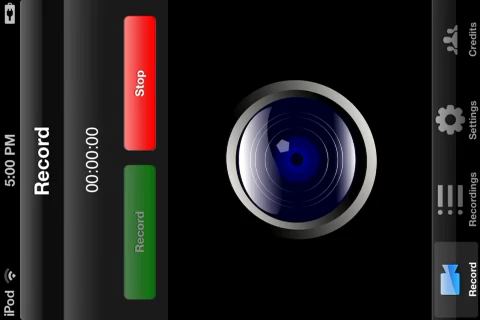 iPod 5:00 PM
Record
00:00:00
Record Stop
Record Recordings Settings Credits